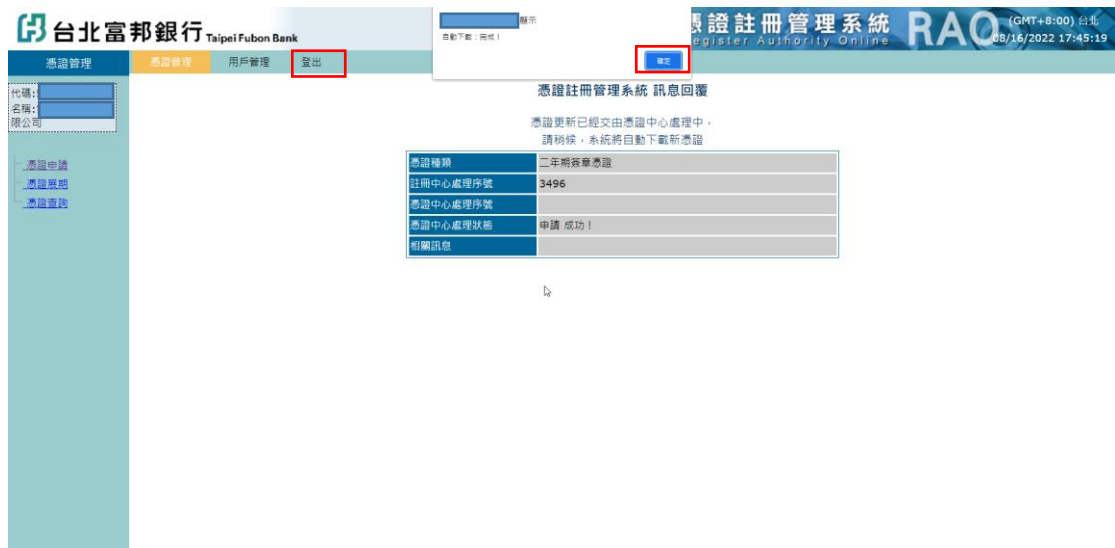 台北富邦銀行 Taipei Fubon Bank
顯示
自動下載：完成！
確定
憑證註冊管理系統
egister Authority Online
RAO
(GMT+8:00) 台北
08/16/2022 17:45:19
憑證管理
憑證管理
用戶管理
登出
代碼:
名稱:
限公司
憑證申請
憑證展期
憑證查詢
憑證註冊管理系統 訊息回覆
憑證更新已經交由憑證中心處理中，
請稍候，系統將自動下載新憑證
憑證種類 二年期簽章憑證
註冊中心處理序號 3496
憑證中心處理序號
憑證中心處理狀態 申請 成功！
相關訊息